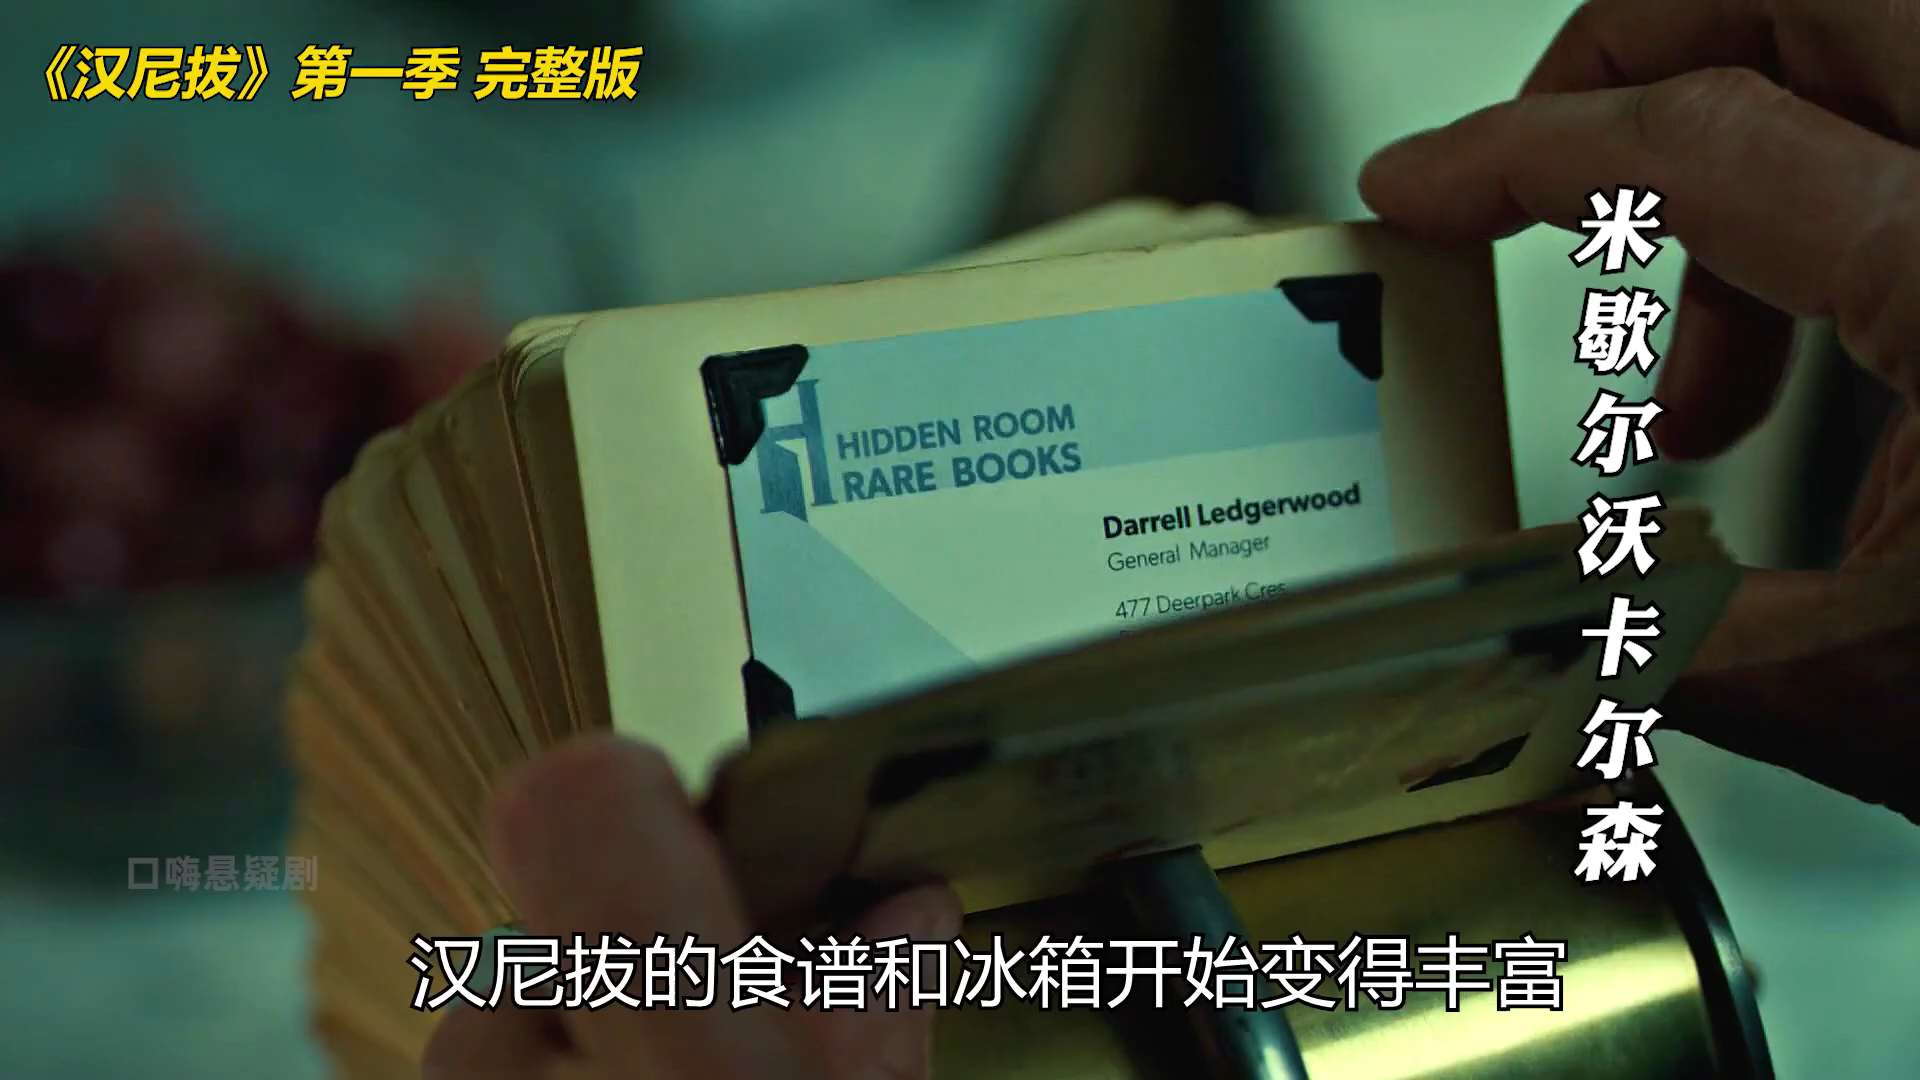 《汉尼拔》第一季 完整版
HIDDEN ROOM
RARE BOOKS
Darrell Ledgerwood
General Manager
477 Deerpark Cres
米歇尔沃卡尔森
口嗨悬疑剧
汉尼拔的食谱和冰箱开始变得丰富